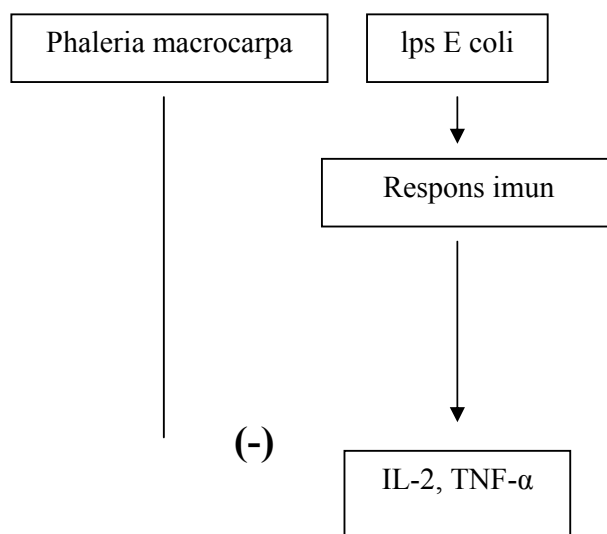 Phaleria macrocarpa
lps E coli
Respons imun
(-)
IL-2, TNF-α